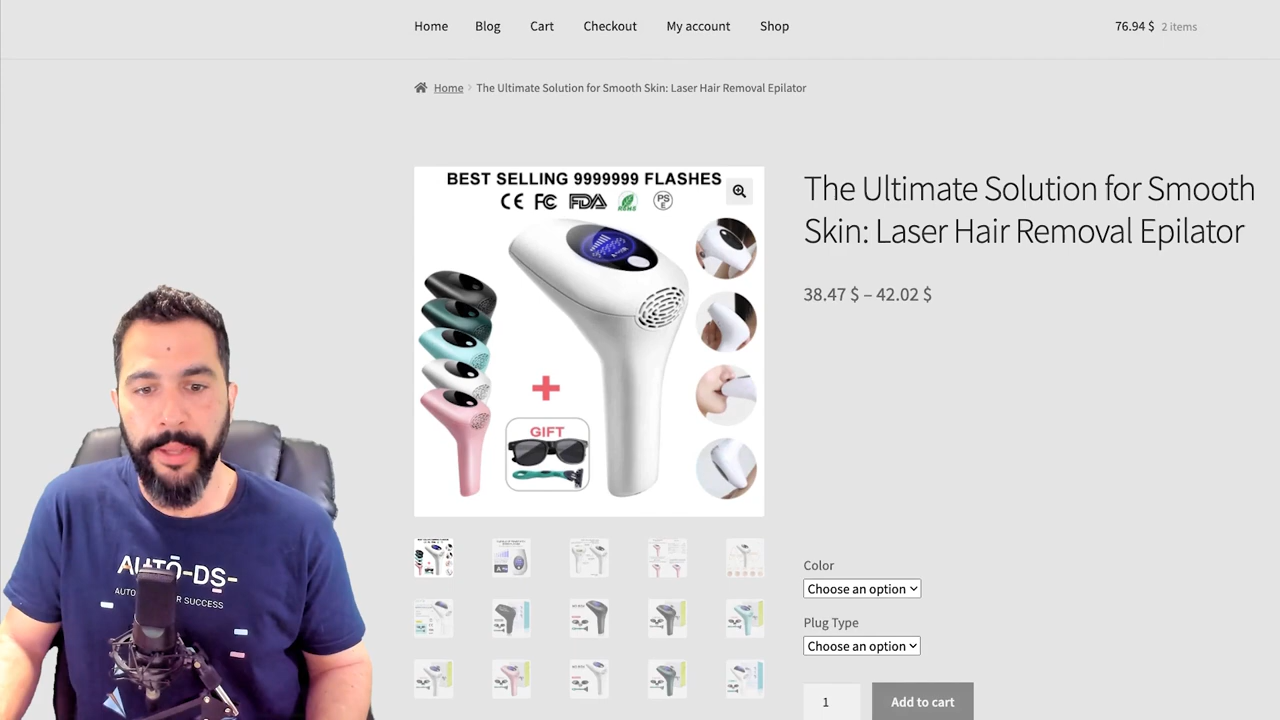 Home Blog Cart Checkout My account Shop 76.94 $ 2 items
Home The Ultimate Solution for Smooth Skin: Laser Hair Removal Epilator
BEST SELLING 9999999 FLASHES
CE FC FDA RoHS PS E
GIFT
The Ultimate Solution for Smooth
Skin: Laser Hair Removal Epilator
38.47 $ – 42.02 $
Color
Choose an option
Plug Type
Choose an option
1 Add to cart
AUTO-DS-